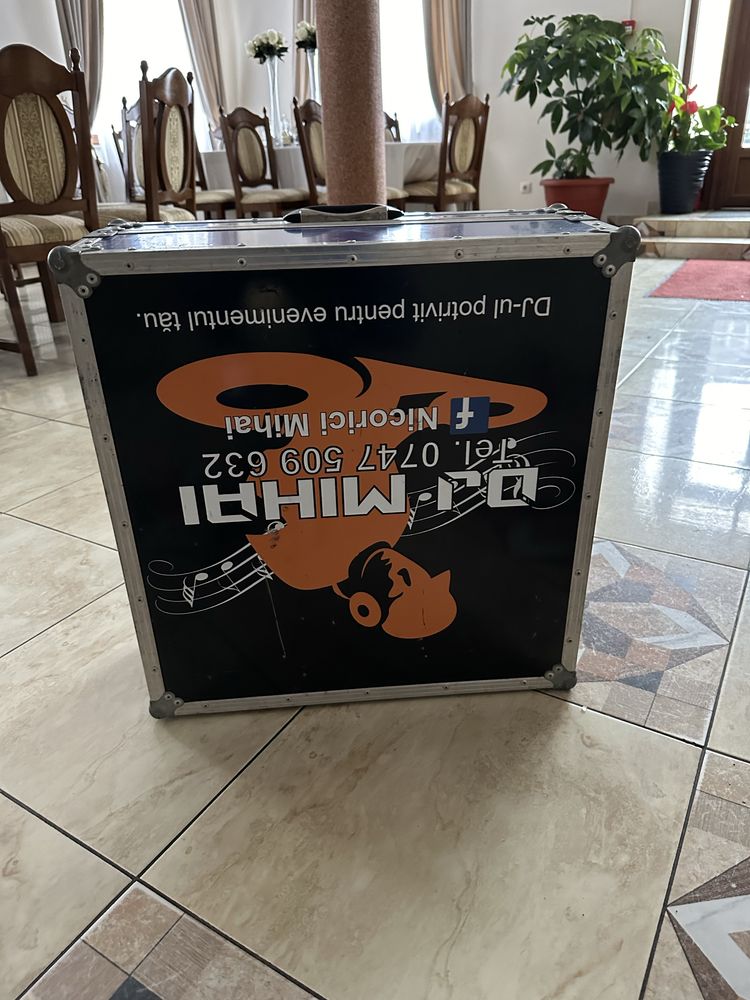 DJ MIHAI
Tel. 0747 509 632
f Nicorici Mihai
DJ-ul potrivit pentru evenimentul tău.